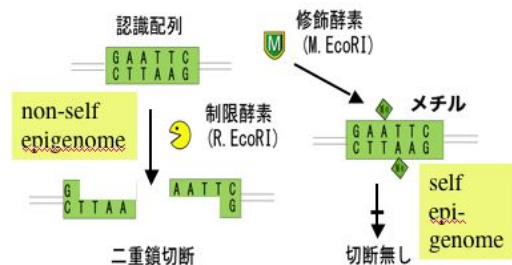 認識配列
GAATTC
CTTAAG
修飾酵素
(M.EcoRI)
M
non-self
epigenome
制限酵素
(R.EcoRI)
メチル
Me
GAATTC
CTTAAG
Me
G
CTTAA
AATTC
G
self
epi-
genome
二重鎖切断
切断無し